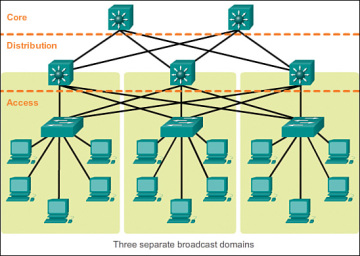 Core
Distribution
Access
Three separate broadcast domains